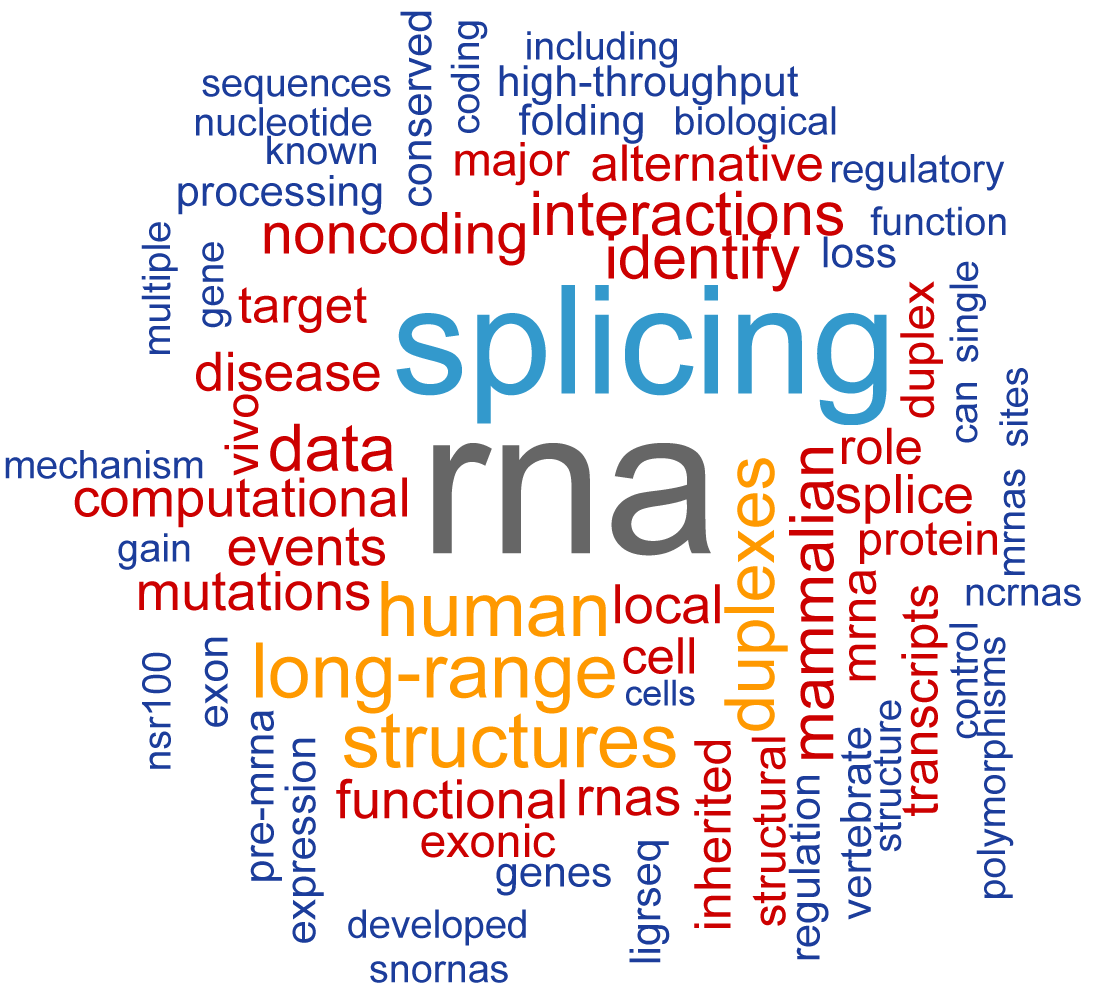 including
conserved
coding
sequences
high-throughput
nucleotide
folding
biological
known
major
alternative
regulatory
processing
interactions
function
noncoding
identify
loss
multiple
gene
target
splicing
duplex
can single
disease
sites
vivo
data
rna
role
mechanism
computational
mammalian
splice
duplexes
mrnas
gain
events
protein
mutations
human
local
mrna
ncrnas
transcripts
nsr100
exon
long-range
cell
cells
control
polymorphisms
structures
pre-mrna
expression
inherited
structural
regulation
vertebrate
structure
functional
rnas
exonic
genes
ligrseq
developed
snornas